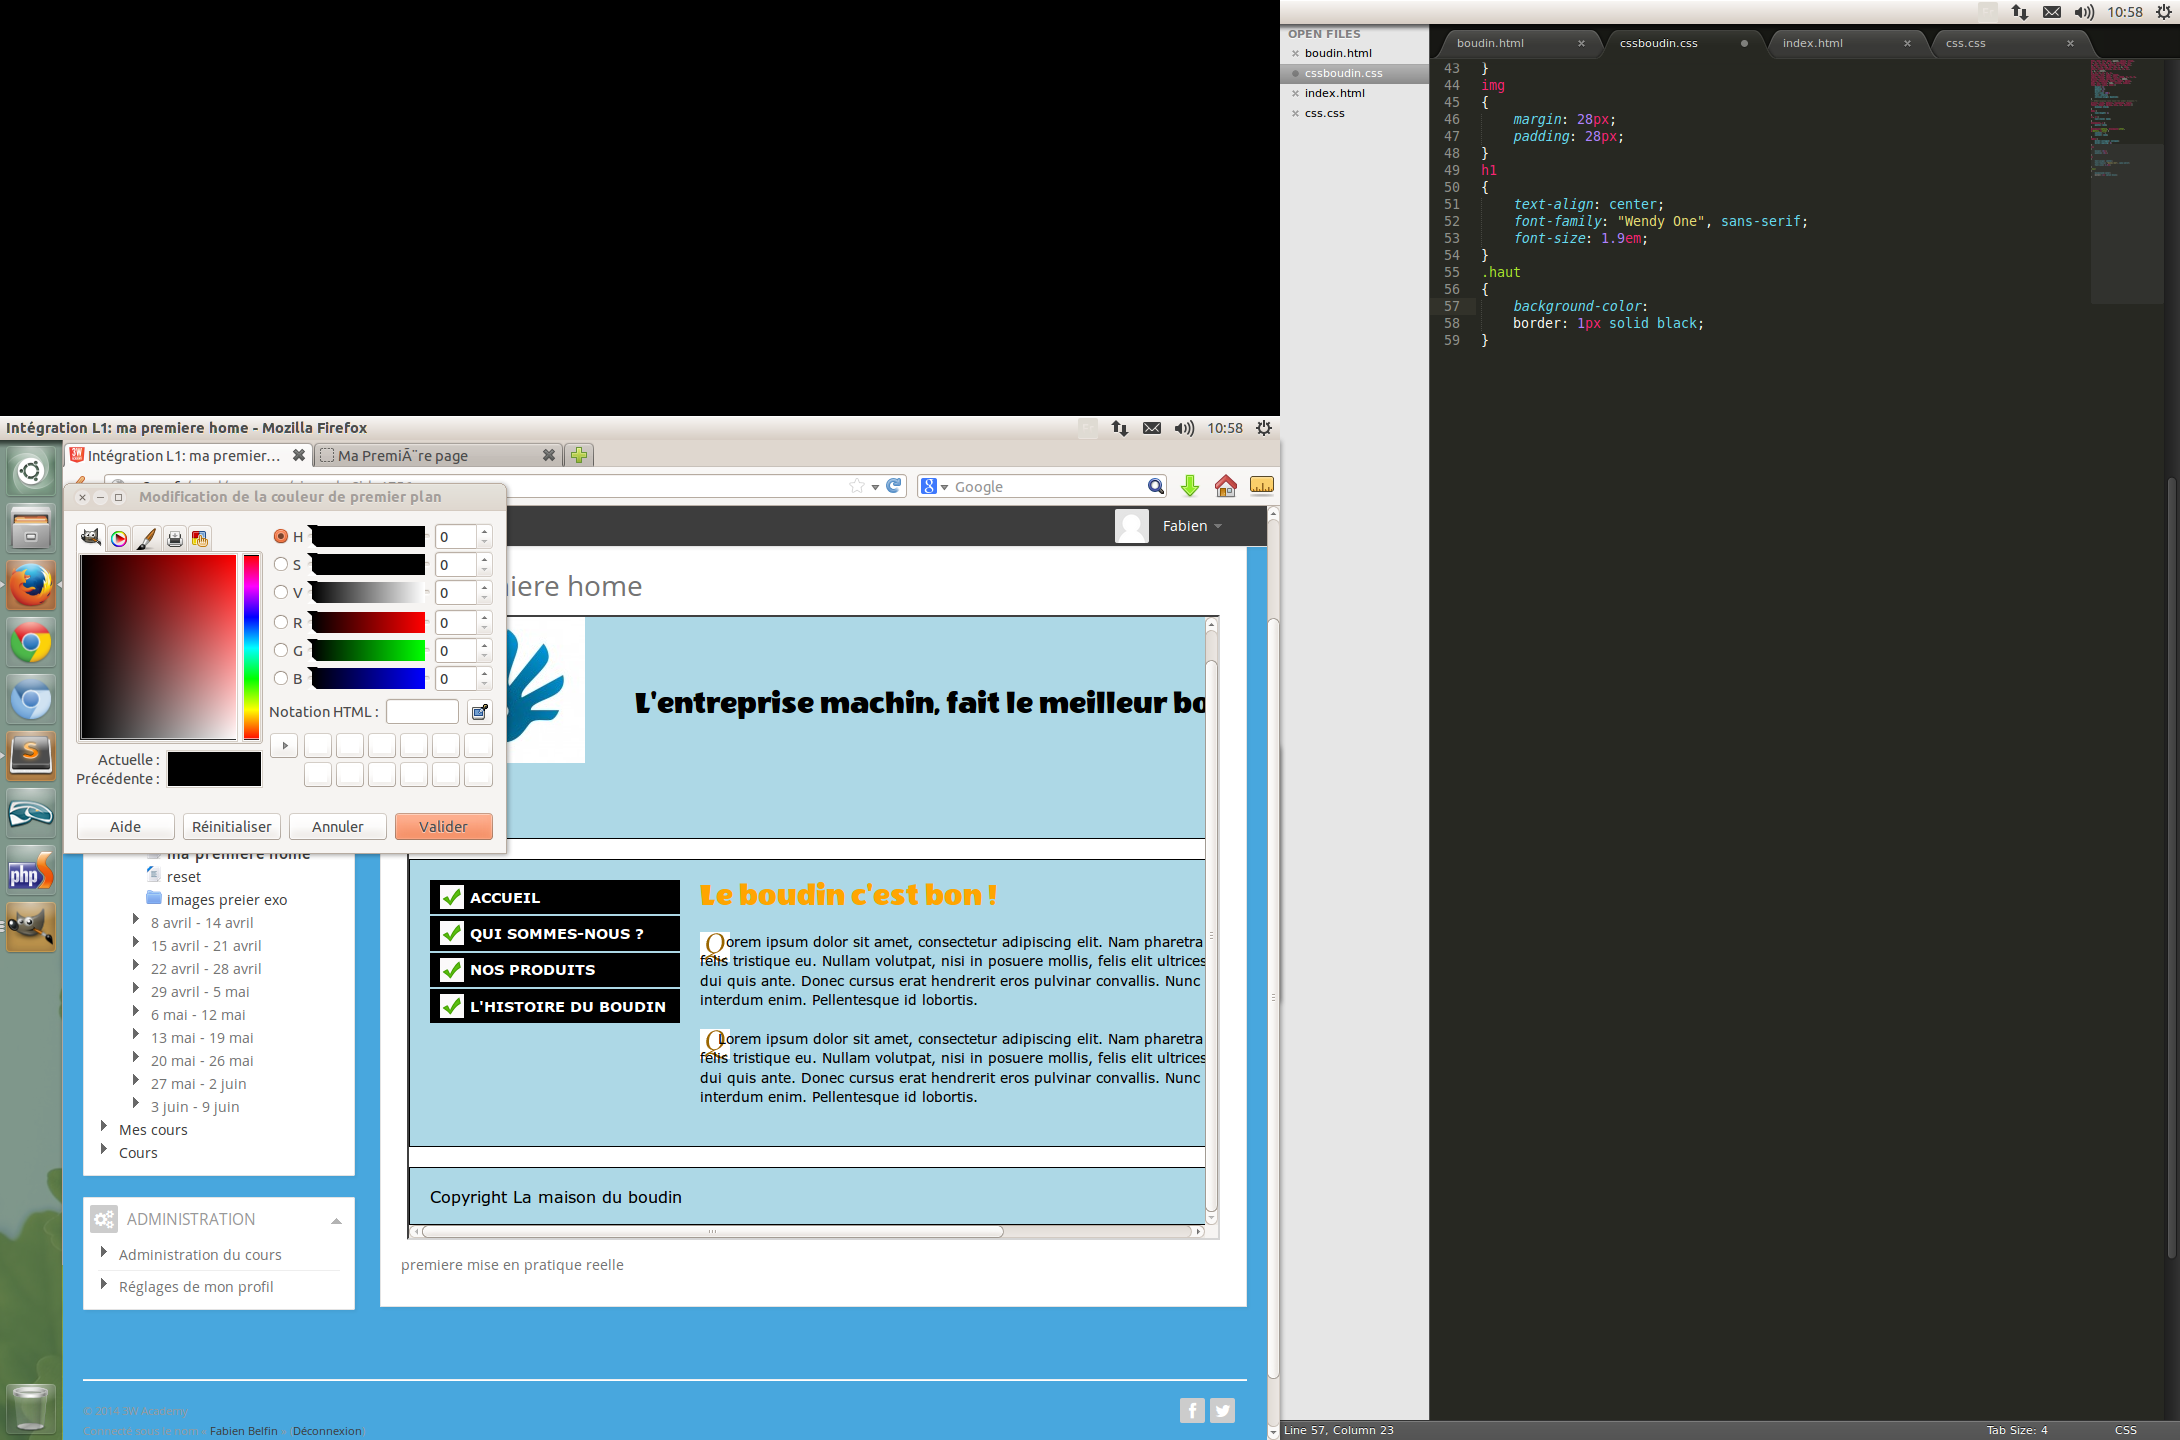 10:58
OPEN FILES
boudin.html
cssboudin.css
index.html
css.css
boudin.html
cssboudin.css
index.html
css.css
43 }
44 img
45 {
46 margin: 28px;
47 padding: 28px;
48 }
49 h1
50 {
51 text-align: center;
52 font-family: "Wendy One", sans-serif;
53 font-size: 1.9em;
54 }
55 .haut
56 {
57 background-color:
58 border: 1px solid black;
59 }
Line 57, Column 23
Tab Size: 4
CSS
Intégration L1: ma premiere home - Mozilla Firefox
10:58
Intégration L1: ma premier...
Ma PremiÃ¨re page
Google
Modification de la couleur de premier plan
H 0
S 0
V 0
R 0
G 0
B 0
Notation HTML :
Actuelle :
Précédente :
Aide
Réinitialiser
Annuler
Valider
Fabien
iere home
L'entreprise machin, fait le meilleur bo
ACCUEIL
QUI SOMMES-NOUS ?
NOS PRODUITS
L'HISTOIRE DU BOUDIN
Le boudin c'est bon !
orem ipsum dolor sit amet, consectetur adipiscing elit. Nam pharetra
felis tristique eu. Nullam volutpat, nisi in posuere mollis, felis elit ultrices
dui quis ante. Donec cursus erat hendrerit eros pulvinar convallis. Nunc
interdum enim. Pellentesque id lobortis.
Lorem ipsum dolor sit amet, consectetur adipiscing elit. Nam pharetra
felis tristique eu. Nullam volutpat, nisi in posuere mollis, felis elit ultrices
dui quis ante. Donec cursus erat hendrerit eros pulvinar convallis. Nunc
interdum enim. Pellentesque id lobortis.
Copyright La maison du boudin
premiere mise en pratique reelle
ma premiere home
reset
images preier exo
8 avril - 14 avril
15 avril - 21 avril
22 avril - 28 avril
29 avril - 5 mai
6 mai - 12 mai
13 mai - 19 mai
20 mai - 26 mai
27 mai - 2 juin
3 juin - 9 juin
Mes cours
Cours
ADMINISTRATION
Administration du cours
Réglages de mon profil
© 2014 3W Academy
Connecté sous le nom « Fabien Belfin » (Déconnexion)
php